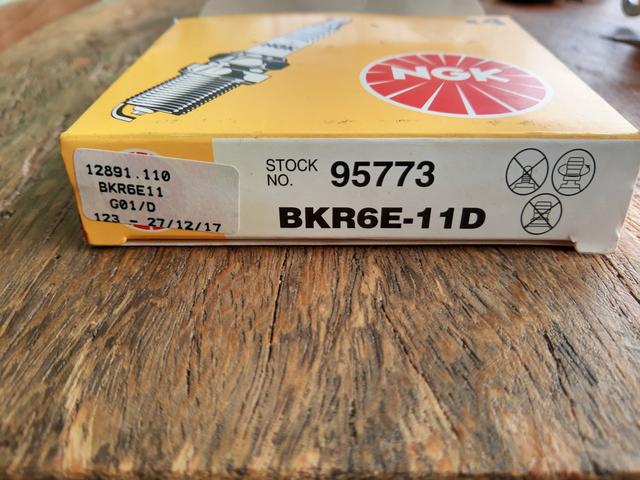 NGK
12891.110
BKR6E11
G01/D
123 - 27/12/17
STOCK
NO. 95773
BKR6E-11D